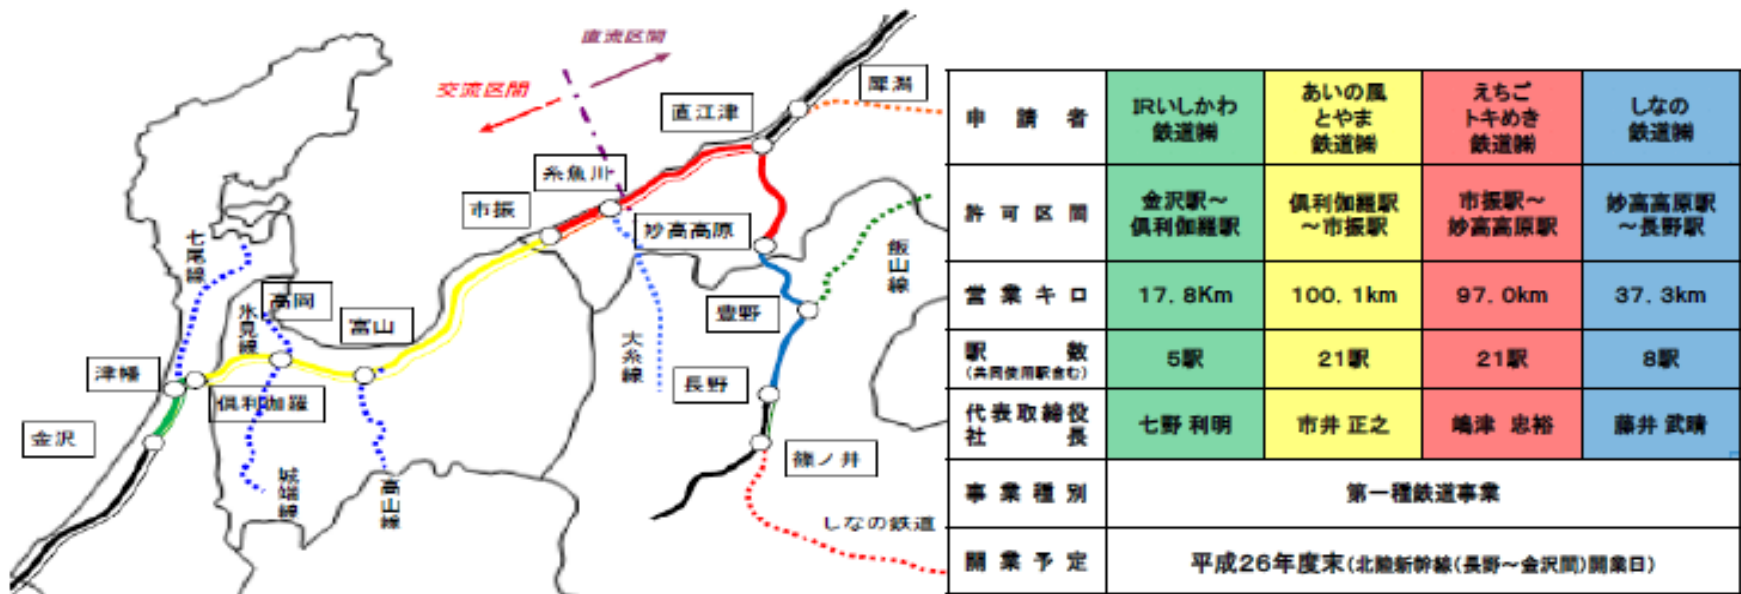 直流区間
交流区間
犀潟
直江津
糸魚川
市振
妙高高原
七尾線
飯山線
高岡
氷見線
富山
豊野
大糸線
津幡
長野
倶利伽羅
金沢
篠ノ井
城端線
高山線
しなの鉄道
申請者
IRいしかわ
鉄道㈱
あいの風
とやま
鉄道㈱
えちご
トキめき
鉄道㈱
しなの
鉄道㈱
許可区間
金沢駅～
倶利伽羅駅
倶利伽羅駅
～市振駅
市振駅～
妙高高原駅
妙高高原駅
～長野駅
営業キロ
17.8Km
100.1km
97.0km
37.3km
駅数
(共同使用駅含む)
5駅
21駅
21駅
8駅
代表取締役
社長
七野 利明
市井 正之
嶋津 忠裕
藤井 武晴
事業種別
第一種鉄道事業
開業予定
平成26年度末(北陸新幹線(長野～金沢間)開業日)